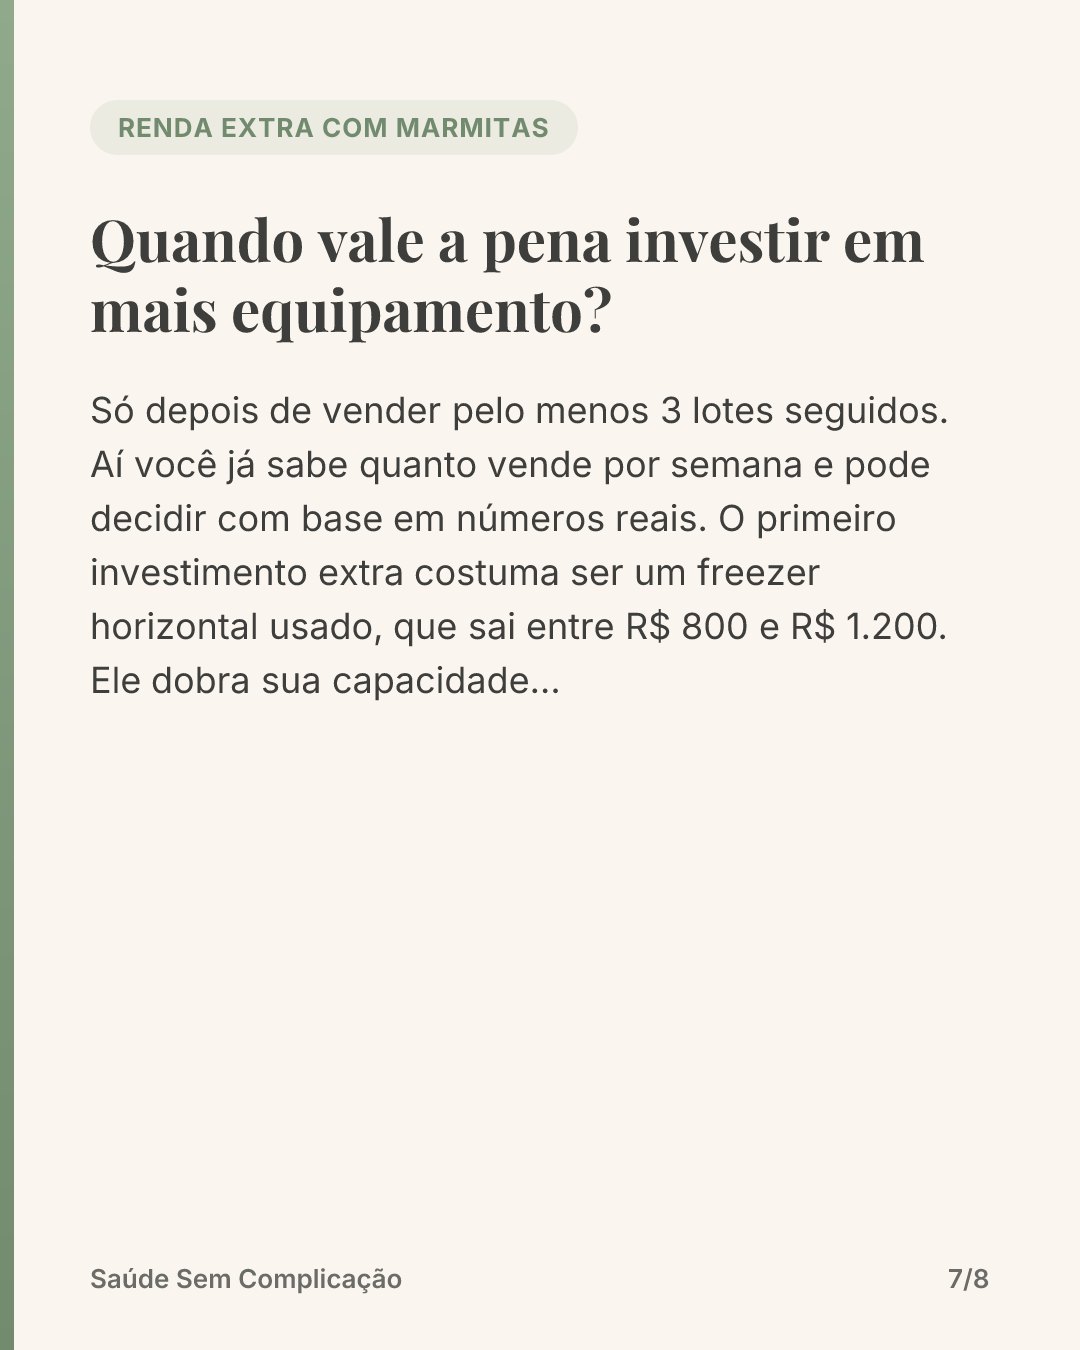 RENDA EXTRA COM MARMITAS
Quando vale a pena investir em
mais equipamento?
Só depois de vender pelo menos 3 lotes seguidos.
Aí você já sabe quanto vende por semana e pode
decidir com base em números reais. O primeiro
investimento extra costuma ser um freezer
horizontal usado, que sai entre R$ 800 e R$ 1.200.
Ele dobra sua capacidade...
Saúde Sem Complicação
7/8